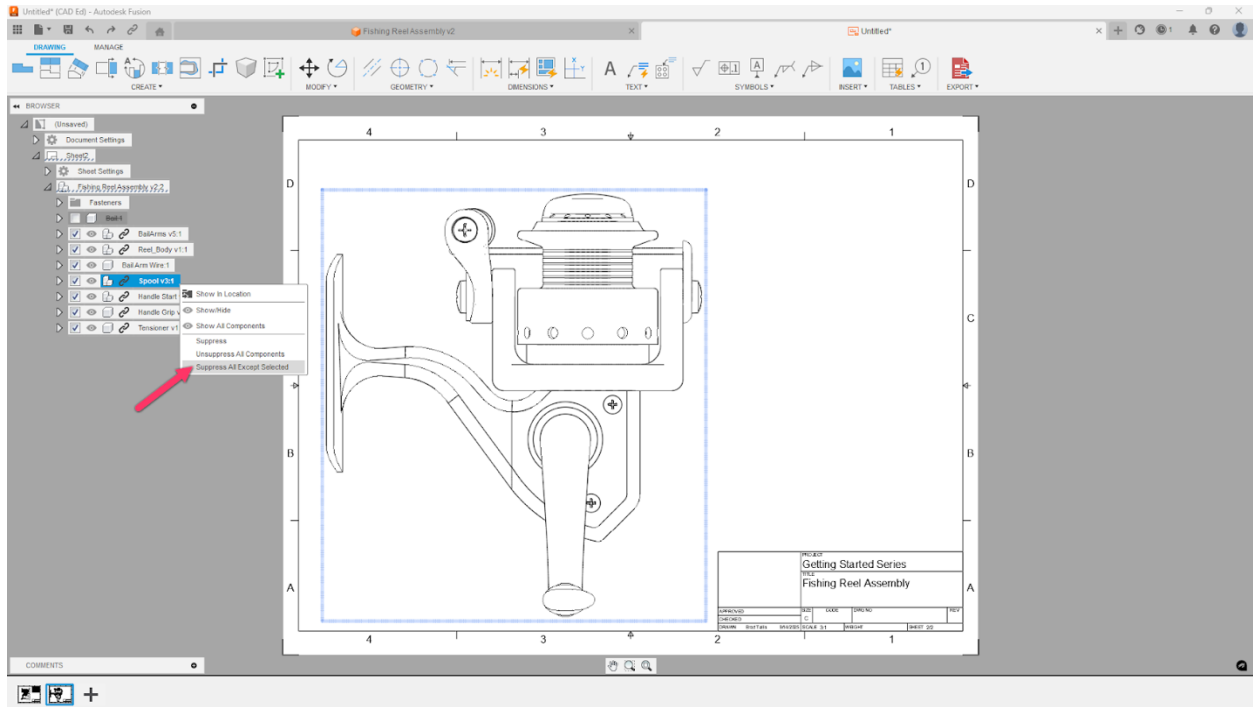 Untitled* (CAD Ed) - Autodesk Fusion
Fishing Reel Assembly v2
Untitled*
1
DRAWING MANAGE
CREATE MODIFY GEOMETRY DIMENSIONS TEXT SYMBOLS INSERT TABLES EXPORT
BROWSER
(Unsaved)
Document Settings
Sheet2
Sheet Settings
Fishing Reel Assembly v2:2
Fasteners
Bail:1
BailArms v5:1
Reel_Body v1:1
Bail Arm Wire:1
Spool v3:1
Handle Start
Handle Grip v
Tensioner v1
Show In Location
Show/Hide
Show All Components
Suppress
Unsuppress All Components
Suppress All Except Selected
4 3 2 1
D D
C
B B
A A
PROJECT
Getting Started Series
TITLE
Fishing Reel Assembly
APPROVED SIZE CODE DWG NO REV
CHECKED C
DRAWN SCALE WEIGHT SHEET 2/2
4 3 2 1
COMMENTS